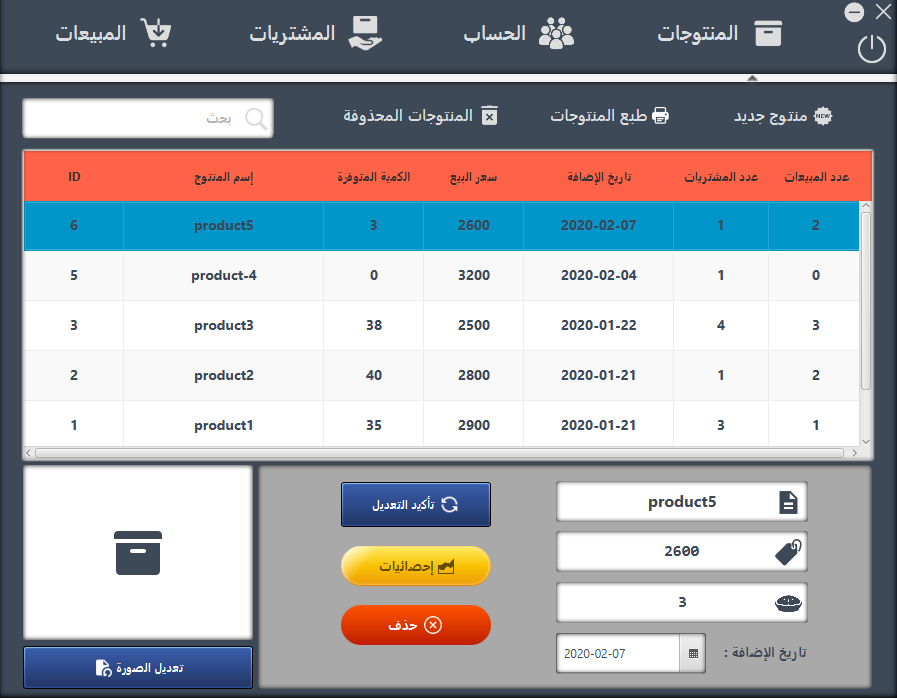 المنتوجات الحساب المشتريات المبيعات
منتوج جديد طبع المنتوجات المنتوجات المحذوفة بحث
NEW
عدد المبيعات عدد المشتريات تاريخ الإضافة سعر البيع الكمية المتوفرة إسم المنتوج ID
6 product5 3 2600 2020-02-07 1 2
5 product-4 0 3200 2020-02-04 1 0
3 product3 38 2500 2020-01-22 4 3
2 product2 40 2800 2020-01-21 1 2
1 product1 35 2900 2020-01-21 3 1
product5
2600
3
تاريخ الإضافة : 2020-02-07
تأكيد التعديل
إحصائيات
حذف
تعديل الصورة